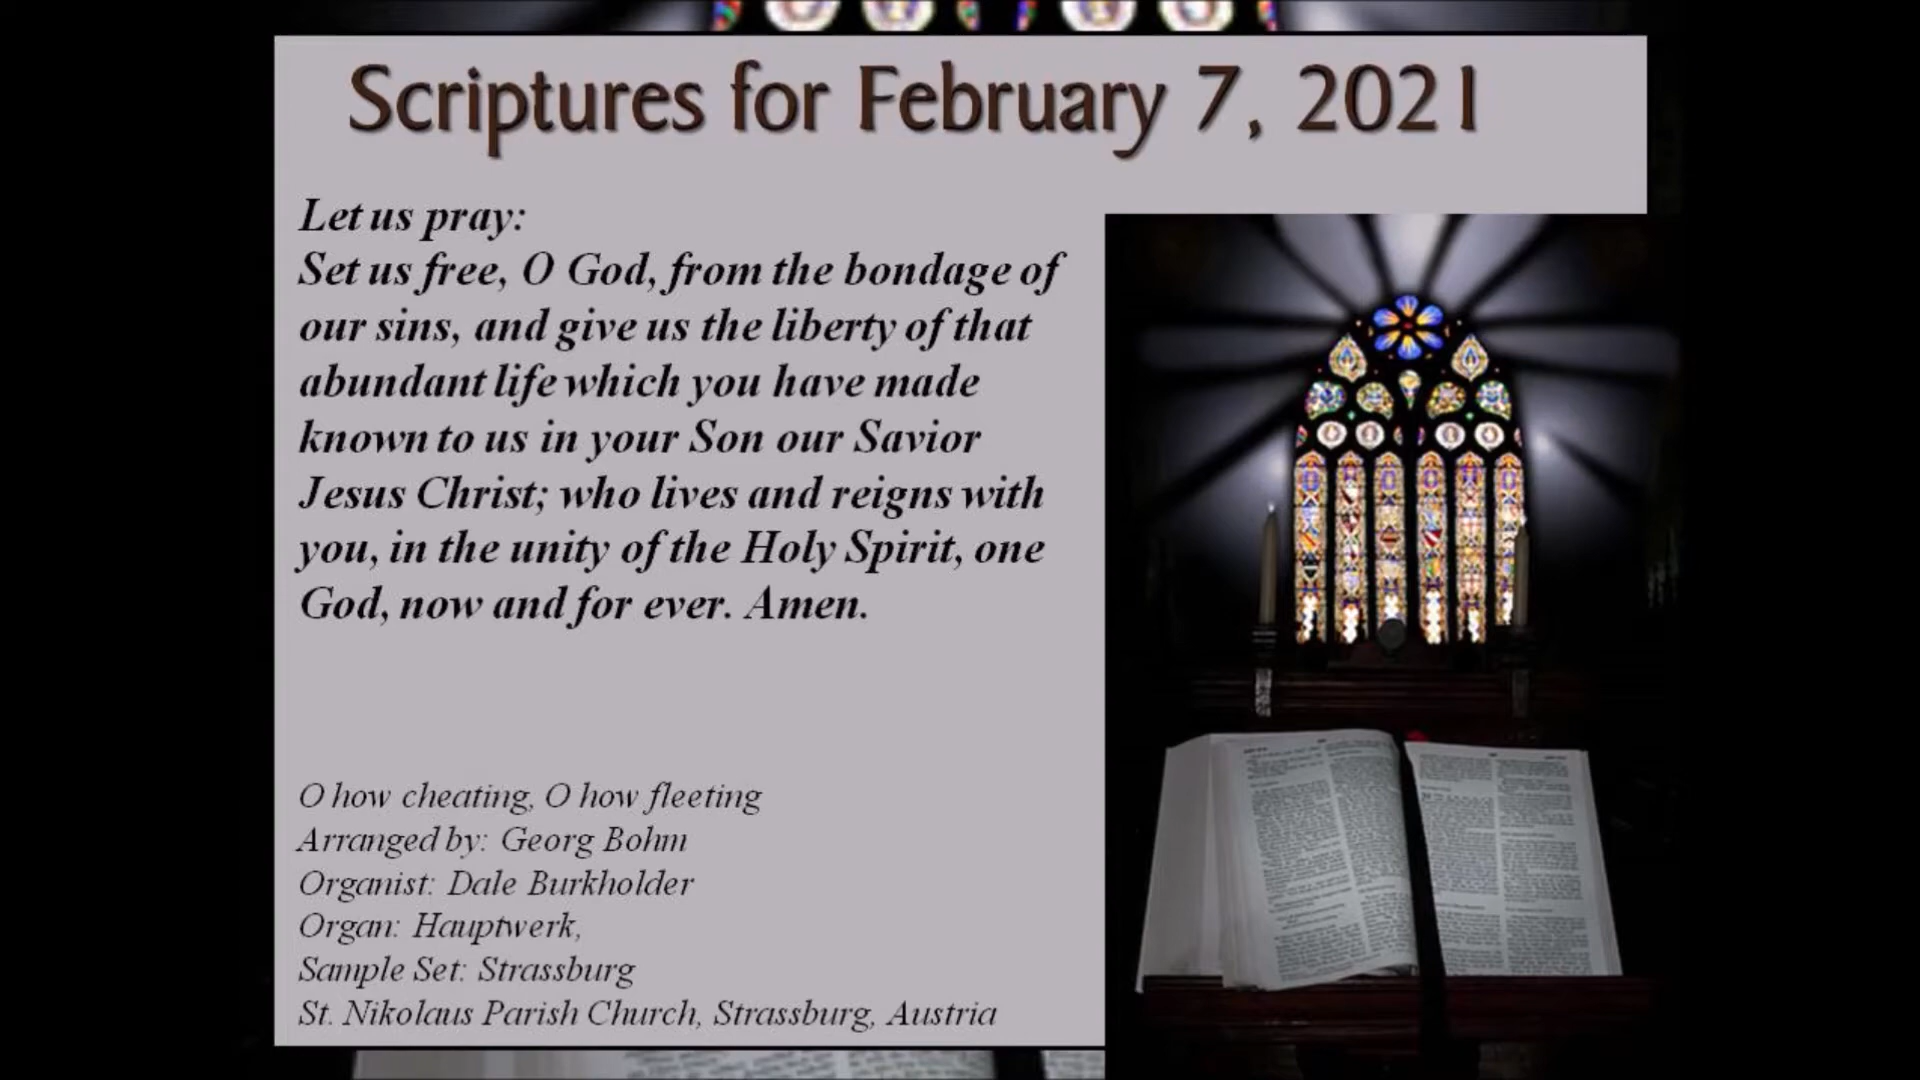 Scriptures for February 7, 2021
Let us pray:
Set us free, O God, from the bondage of
our sins, and give us the liberty of that
abundant life which you have made
known to us in your Son our Savior
Jesus Christ; who lives and reigns with
you, in the unity of the Holy Spirit, one
God, now and for ever. Amen.
O how cheating, O how fleeting
Arranged by: Georg Bohm
Organist: Dale Burkholder
Organ: Hauptwerk,
Sample Set: Strassburg
St. Nikolaus Parish Church, Strassburg, Austria